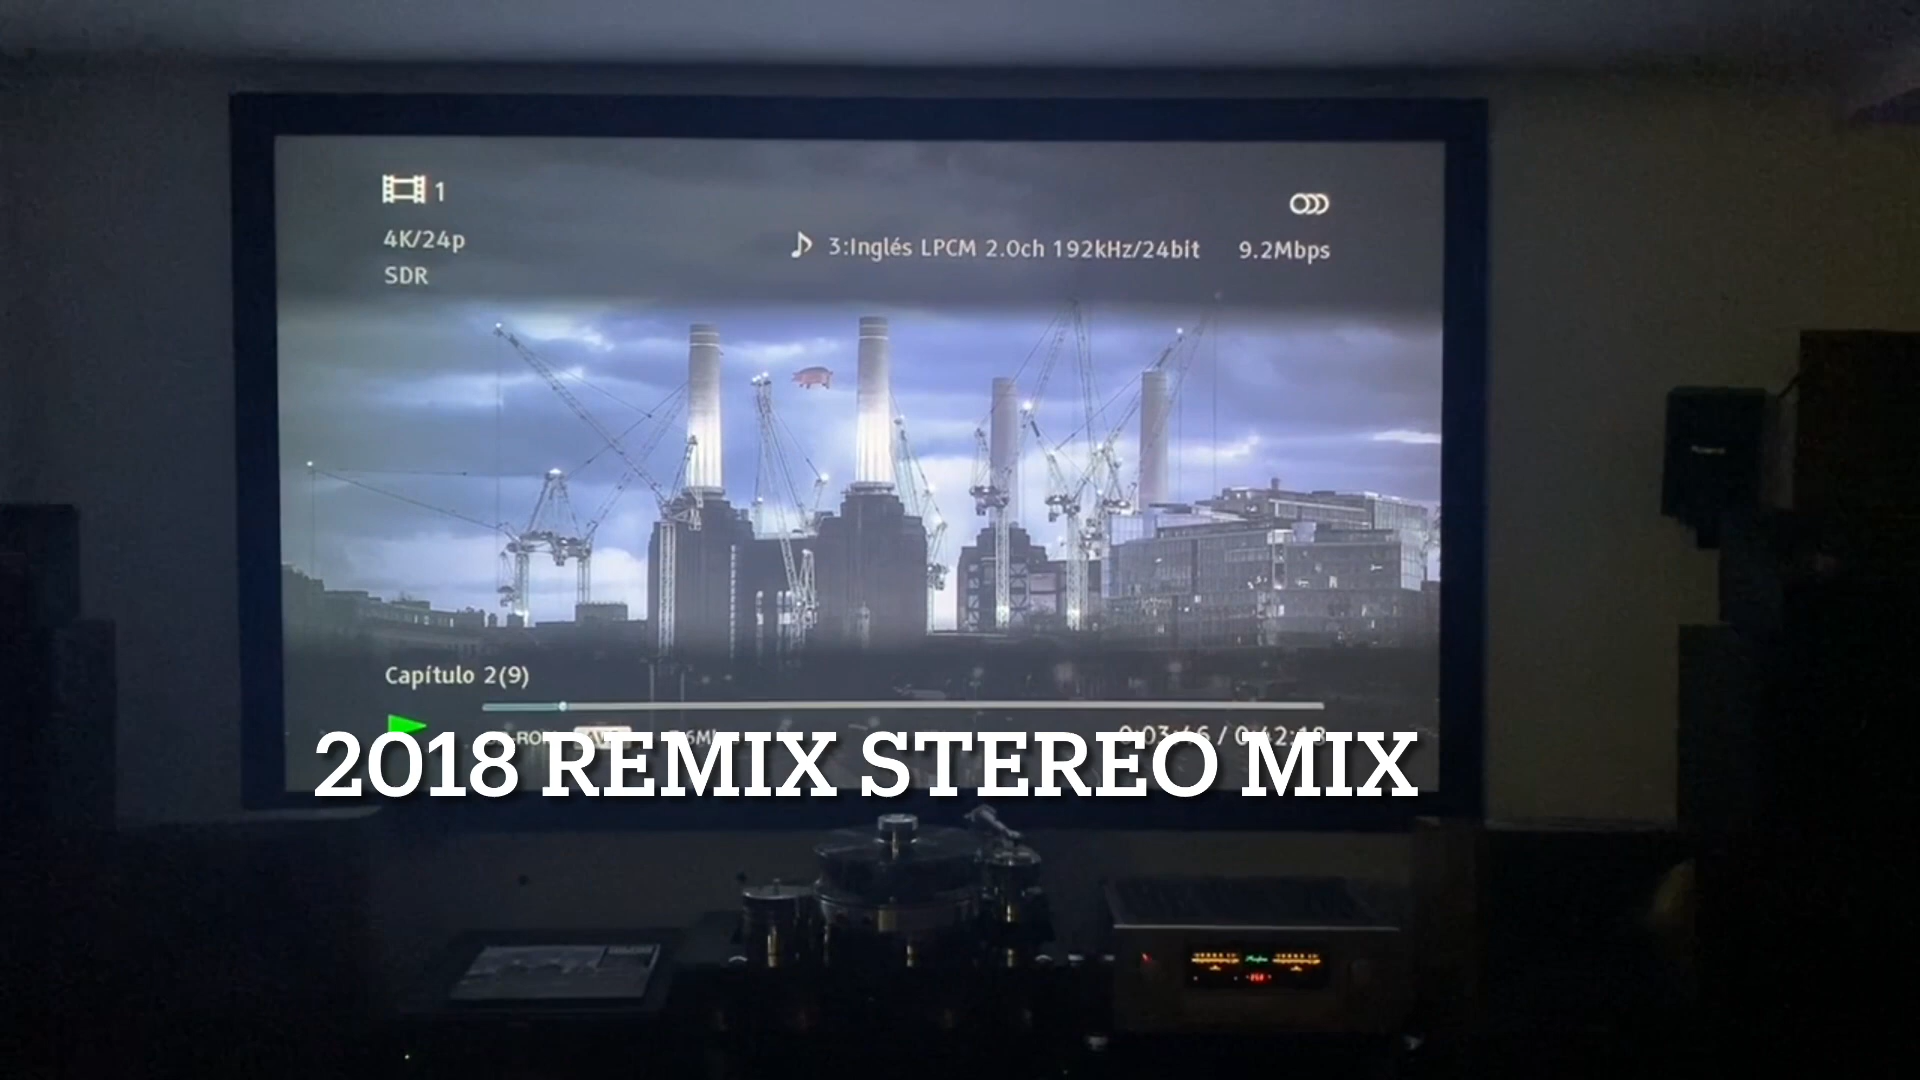 1
4K/24p
3:Inglés LPCM 2.0ch 192kHz/24bit 9.2Mbps
SDR
Capítulo 2(9)
2018 REMIX STEREO MIX